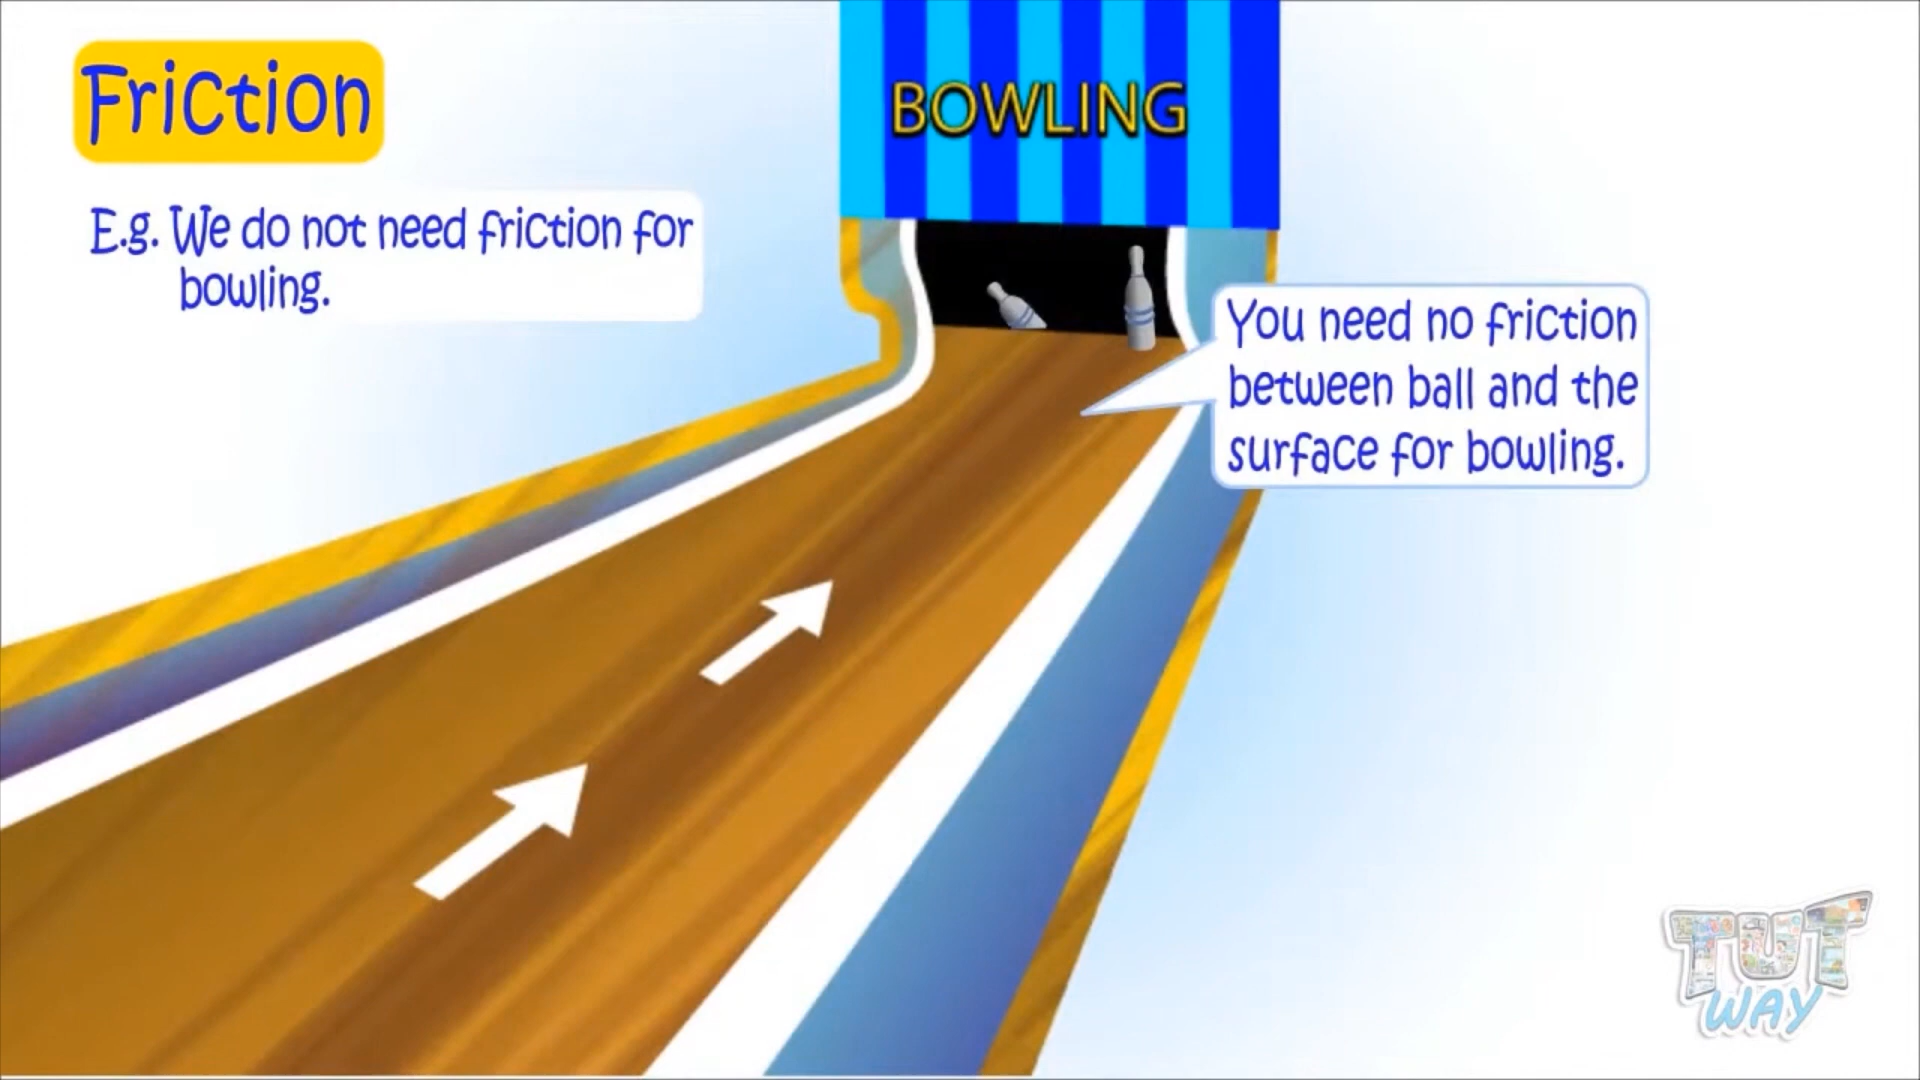 Friction
BOWLING
E.g. We do not need friction for
bowling.
You need no friction
between ball and the
surface for bowling.
TUT
WAY